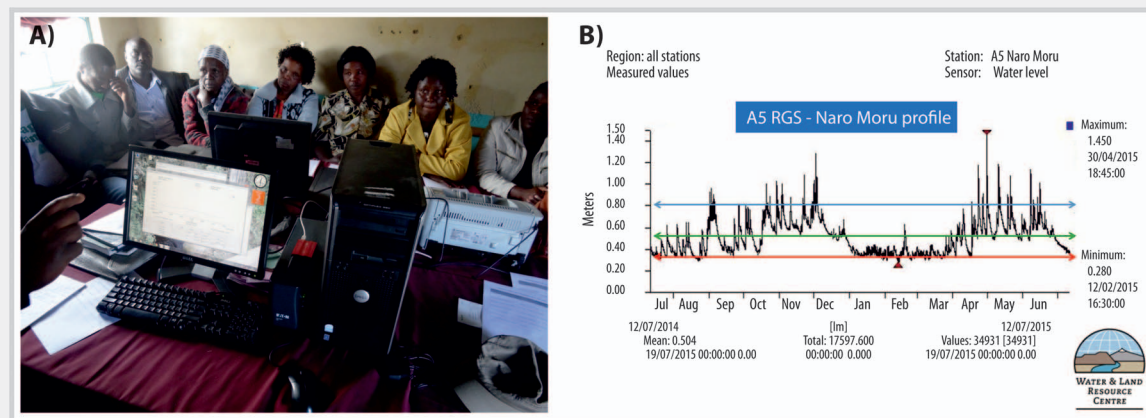 A)
B)
Region: all stations
Measured values
Station: A5 Naro Moru
Sensor: Water level
A5 RGS - Naro Moru profile
Meters
1.50
1.40
1.20
1.00
0.80
0.60
0.40
0.20
0.00
Jul Aug Sep Oct Nov Dec Jan Feb Mar Apr May Jun
Maximum:
1.450
30/04/2015
18:45:00
Minimum:
0.280
12/02/2015
16:30:00
12/07/2014 [lm] 12/07/2015
Mean: 0.504 Total: 17597.600 Values: 34931 [34931]
19/07/2015 00:00:00 0.00 00:00:00 0.000 19/07/2015 00:00:00 0.00
WATER & LAND
RESOURCE
CENTRE